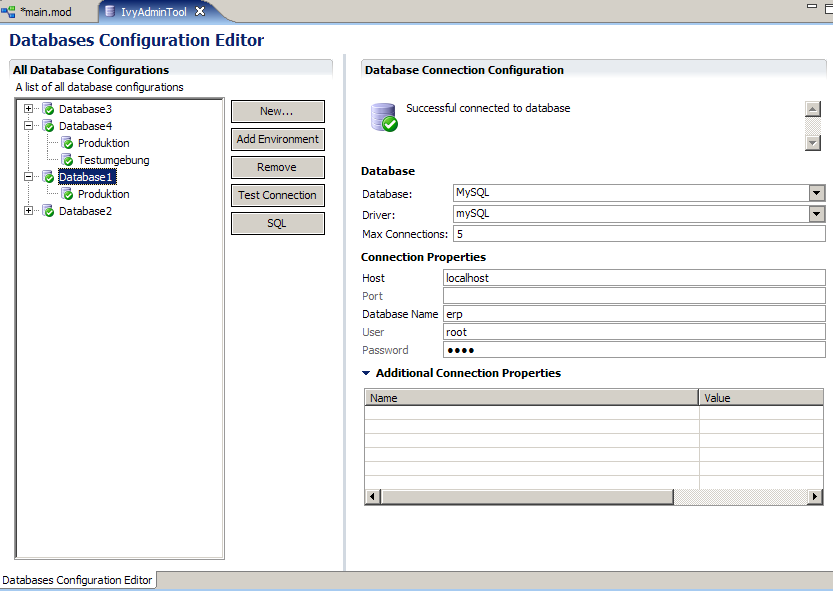 *main.mod
IvyAdminTool
Databases Configuration Editor
All Database Configurations
A list of all database configurations
Database3
Database4
Produktion
Testumgebung
Database1
Produktion
Database2
New...
Add Environment
Remove
Test Connection
SQL
Database Connection Configuration
Successful connected to database
Database
Database: MySQL
Driver: mySQL
Max Connections: 5
Connection Properties
Host localhost
Port
Database Name erp
User root
Password ●●●●
Additional Connection Properties
Name Value
Databases Configuration Editor